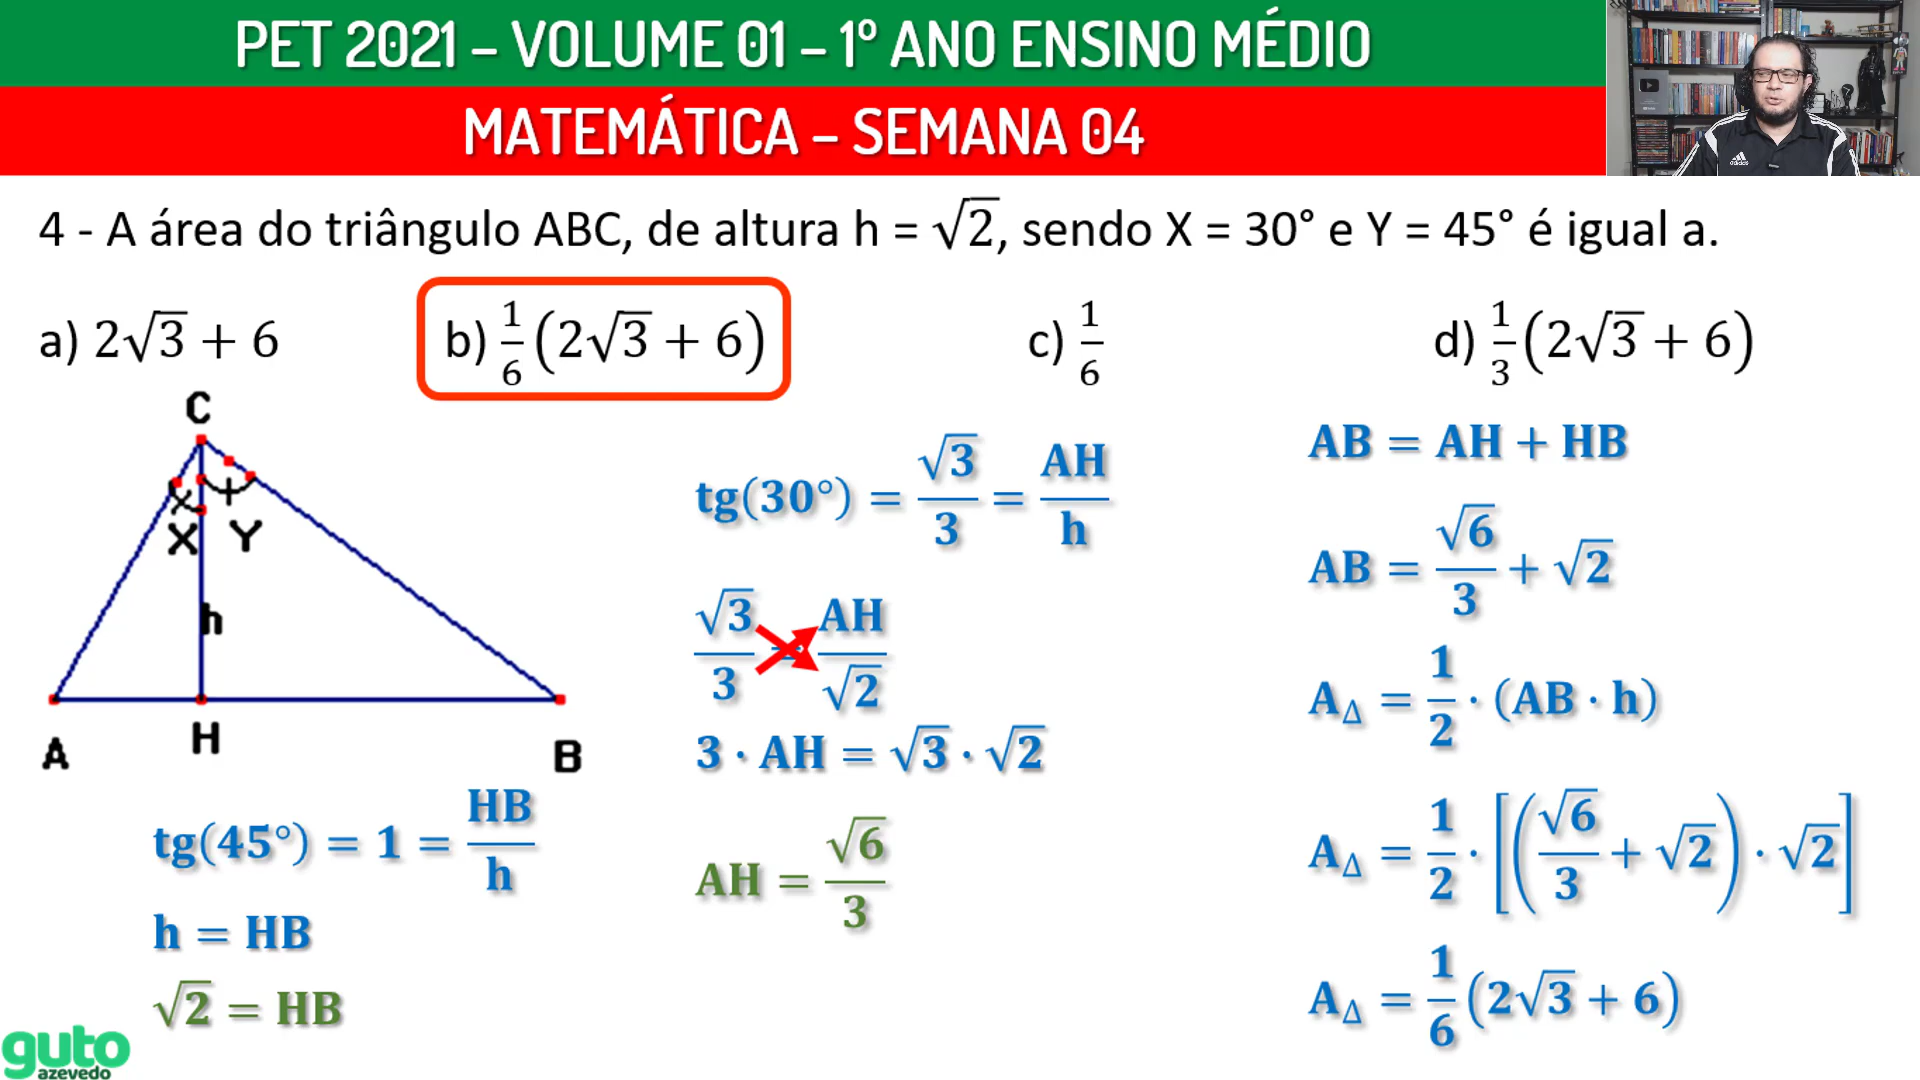 PET 2021 – VOLUME 01 – 1º ANO ENSINO MÉDIO
MATEMÁTICA – SEMANA 04
adidas
4 - A área do triângulo ABC, de altura h = √2, sendo X = 30° e Y = 45° é igual a.
a) 2√3 + 6
b) 1/6 (2√3 + 6)
c) 1/6
d) 1/3 (2√3 + 6)
C
X Y
h
A H B
tg(45°) = 1 = HB/h
h = HB
√2 = HB
tg(30°) = √3/3 = AH/h
√3/3 = AH/√2
3 · AH = √3 · √2
AH = √6/3
AB = AH + HB
AB = √6/3 + √2
A△ = 1/2 · (AB · h)
A△ = 1/2 · [(√6/3 + √2) · √2]
A△ = 1/6 (2√3 + 6)
guto
azevedo